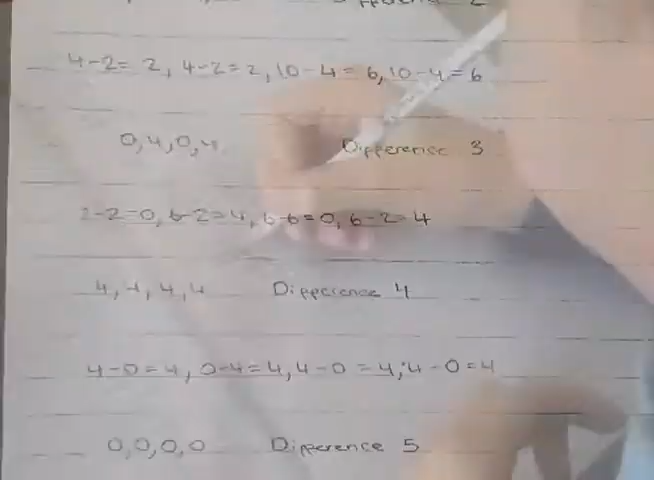 Difference 2
4-2= 2, 4-2=2, 10-4= 6, 10-4=6
0,4,0,4 Difference 3
2-2=0, 6-2=4, 6-6=0, 6-2=4
4,4,4,4 Difference 4
4-0=4, 0-4=4, 4-0=4, 4-0=4
0,0,0,0 Difference 5